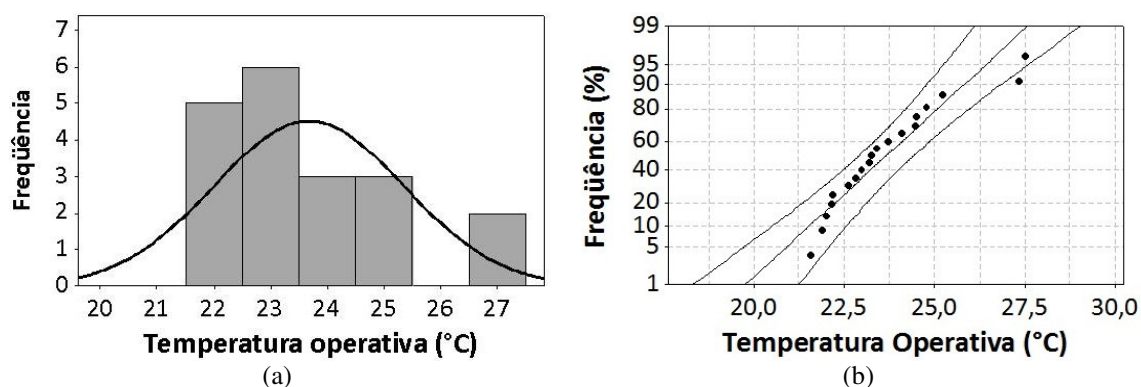 7
6
5
4
3
2
1
0
Freqüência
20 21 22 23 24 25 26 27
Temperatura operativa (°C)
(a)
99
95
90
80
60
40
20
10
5
1
Freqüência (%)
20,0 22,5 25,0 27,5 30,0
Temperatura Operativa (°C)
(b)